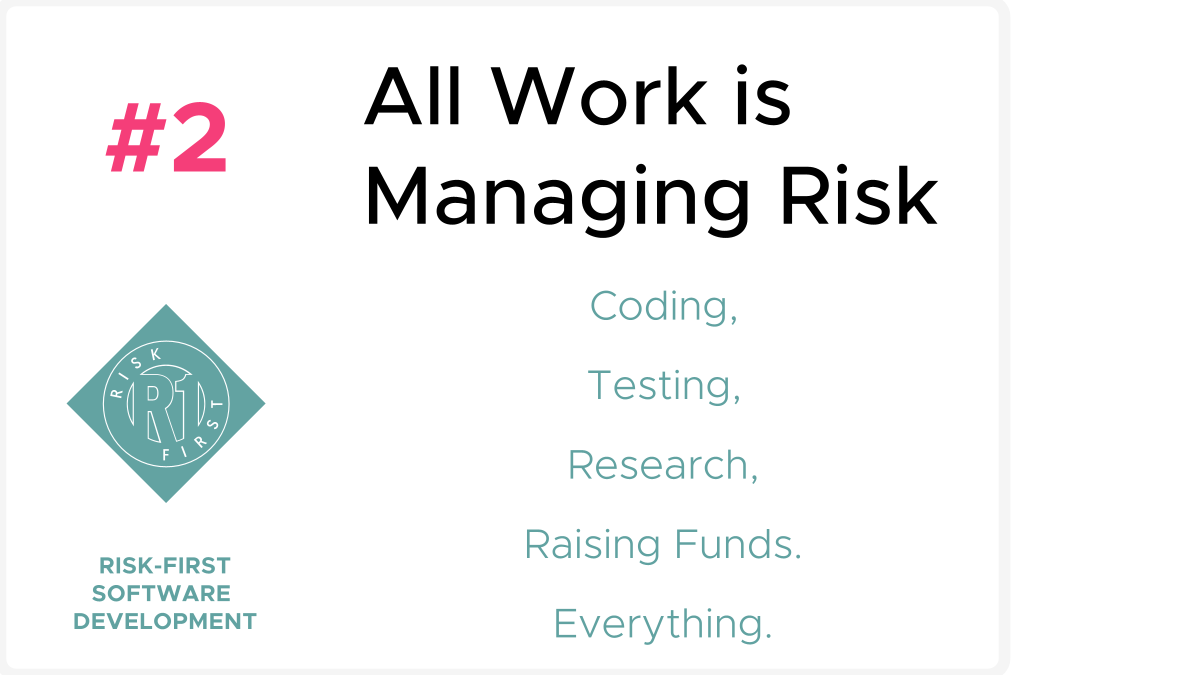 #2
All Work is
Managing Risk
Coding,
Testing,
Research,
Raising Funds.
Everything.
RISK
R1
FIRST
RISK-FIRST
SOFTWARE
DEVELOPMENT